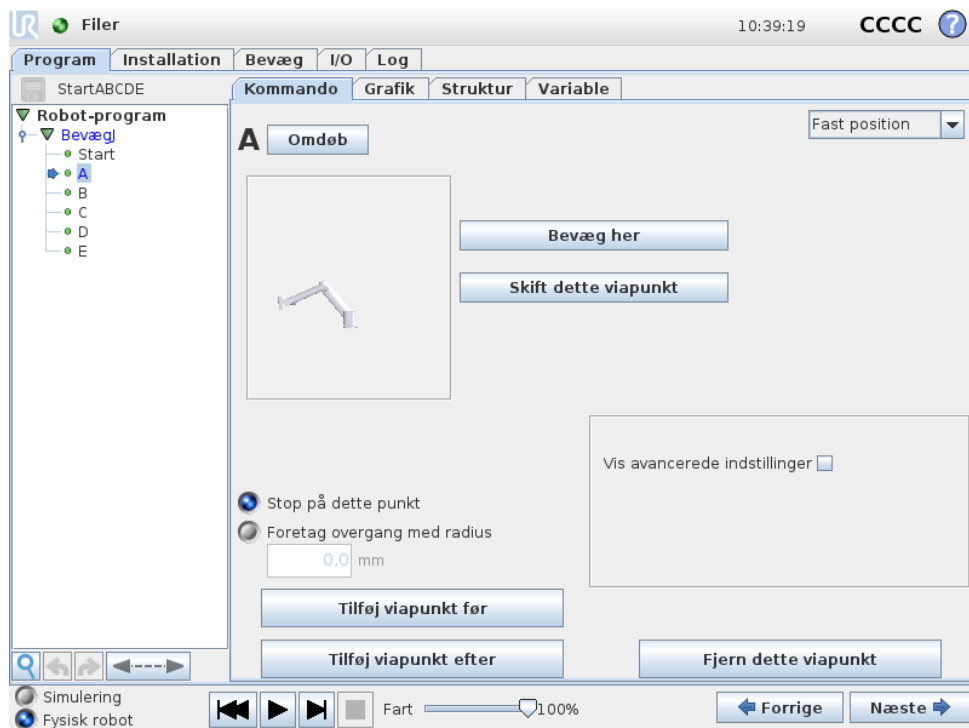 UR Filer 10:39:19 CCCC ?
Program Installation Bevæg I/O Log
StartABCDE
Kommando Grafik Struktur Variable
Robot-program
BevægJ
Start
A
B
C
D
E
A Omdøb
Fast position
Bevæg her
Skift dette viapunkt
Vis avancerede indstillinger
Stop på dette punkt
Foretag overgang med radius
0,0 mm
Tilføj viapunkt før
Tilføj viapunkt efter
Fjern dette viapunkt
Simulering
Fysisk robot
Fart 100%
Forrige
Næste